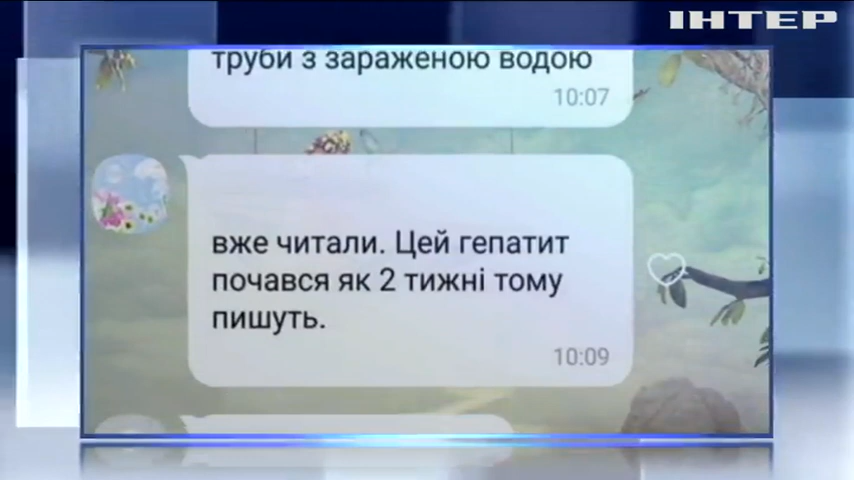 ІНТЕР
труби з зараженою водою
10:07
вже читали. Цей гепатит
почався як 2 тижні тому
пишуть.
10:09